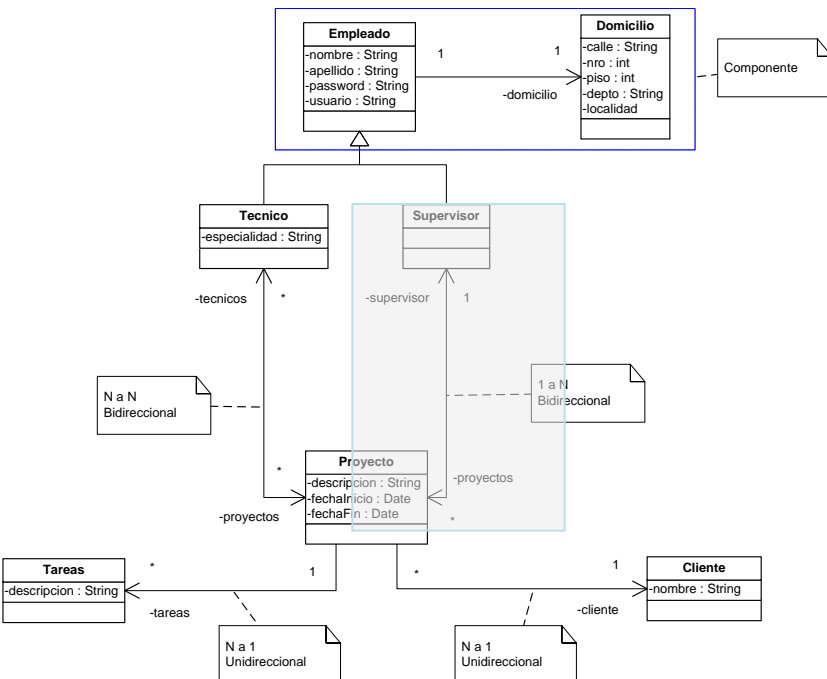 Empleado
-nombre : String
-apellido : String
-password : String
-usuario : String
1
1
-domicilio
Domicilio
-calle : String
-nro : int
-piso : int
-depto : String
-localidad
Componente
Tecnico
-especialidad : String
Supervisor
-tecnicos
*
-supervisor
1
N a N
Bidireccional
1 a N
Bidireccional
*
-proyectos
Proyecto
-descripcion : String
-fechaInicio : Date
-fechaFin : Date
-proyectos
*
Tareas
-descripcion : String
*
-tareas
1
*
1
-cliente
Cliente
-nombre : String
N a 1
Unidireccional
N a 1
Unidireccional